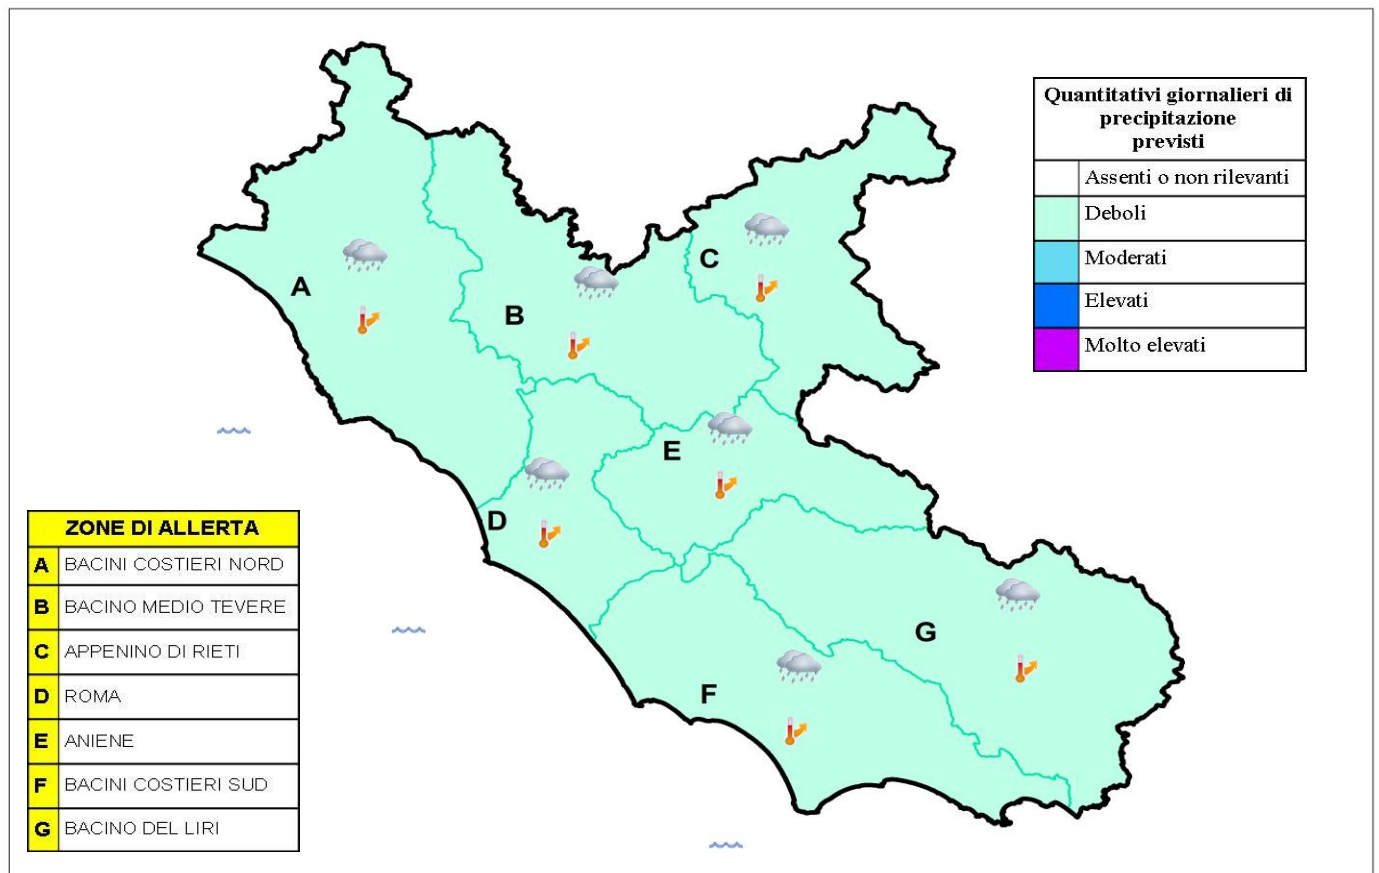 Quantitativi giornalieri di
precipitazione
previsti
Assenti o non rilevanti
Deboli
Moderati
Elevati
Molto elevati
A
B
C
D
E
F
G
ZONE DI ALLERTA
A BACINI COSTIERI NORD
B BACINO MEDIO TEVERE
C APPENINO DI RIETI
D ROMA
E ANIENE
F BACINI COSTIERI SUD
G BACINO DEL LIRI